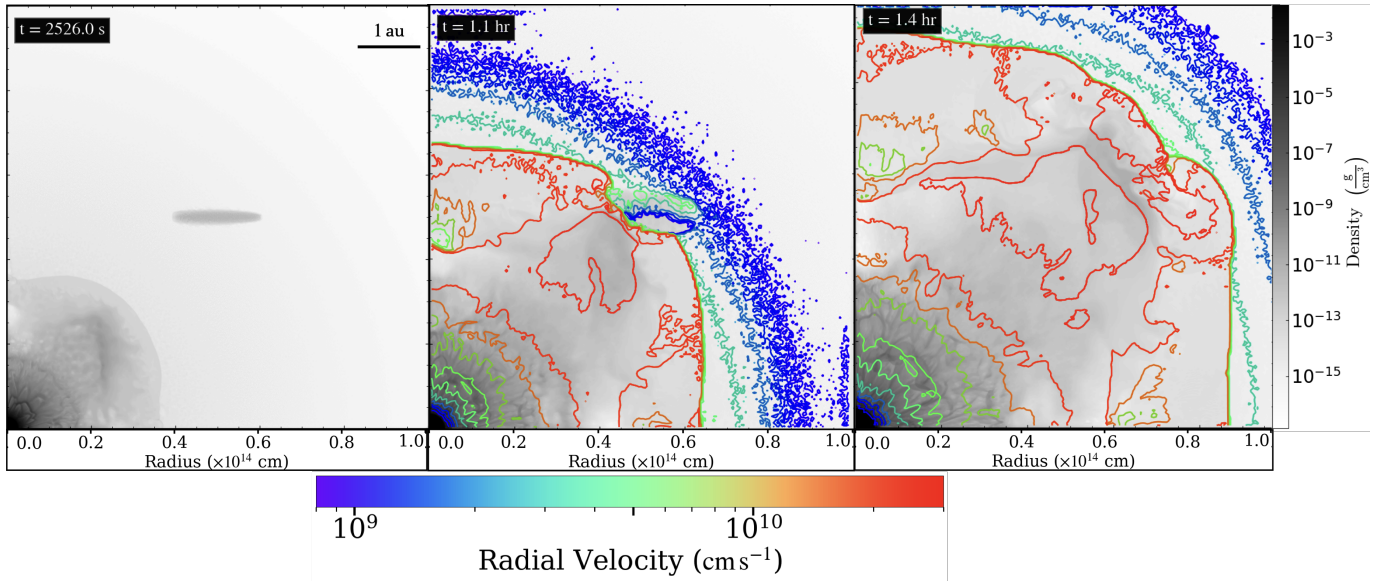 t = 2526.0 s
1 au
t = 1.1 hr
t = 1.4 hr
10⁻³
10⁻⁵
10⁻⁷
10⁻⁹
10⁻¹¹
10⁻¹³
10⁻¹⁵
Density (g/cm³)
0.0 0.2 0.4 0.6 0.8 1.0
Radius (×10¹⁴ cm)
0.0 0.2 0.4 0.6 0.8 1.0
Radius (×10¹⁴ cm)
0.2 0.4 0.6 0.8 1.0
Radius (×10¹⁴ cm)
10⁹ 10¹⁰
Radial Velocity (cm s⁻¹)